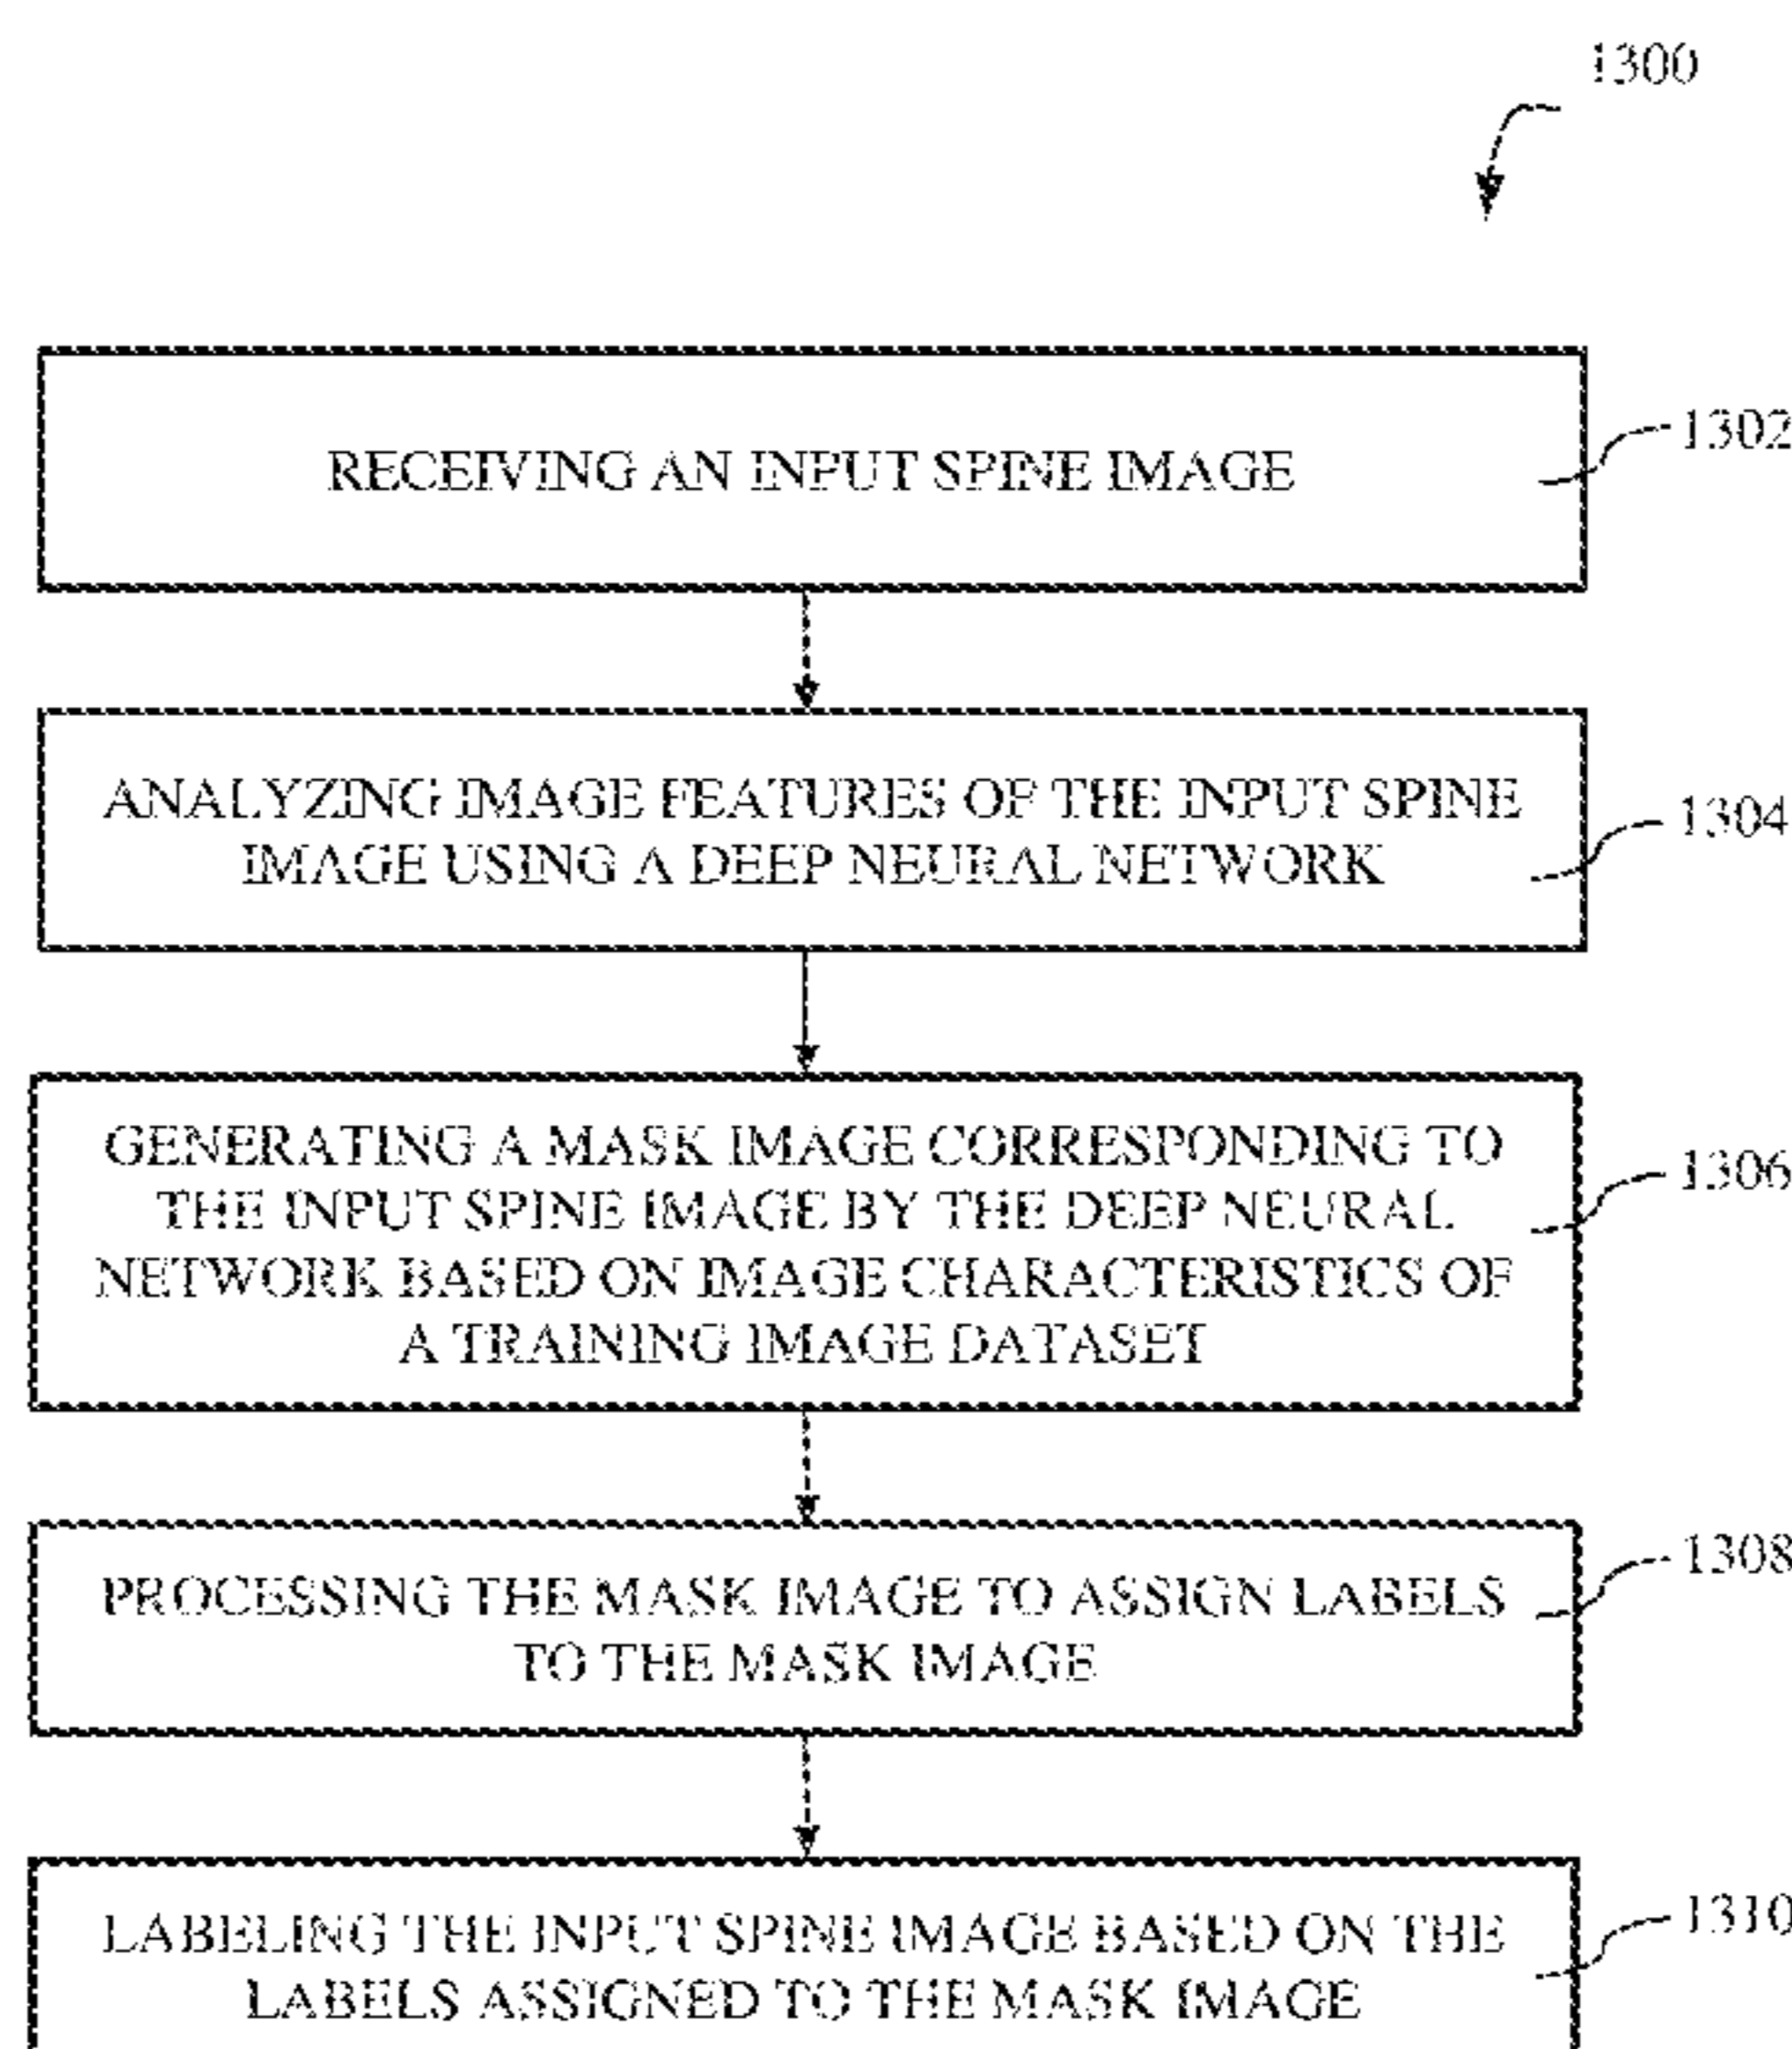 1300
RECEIVING AN INPUT SPINE IMAGE
1302
ANALYZING IMAGE FEATURES OF THE INPUT SPINE
IMAGE USING A DEEP NEURAL NETWORK
1304
GENERATING A MASK IMAGE CORRESPONDING TO
THE INPUT SPINE IMAGE BY THE DEEP NEURAL
NETWORK BASED ON IMAGE CHARACTERISTICS OF
A TRAINING IMAGE DATASET
1306
PROCESSING THE MASK IMAGE TO ASSIGN LABELS
TO THE MASK IMAGE
1308
LABELING THE INPUT SPINE IMAGE BASED ON THE
LABELS ASSIGNED TO THE MASK IMAGE
1310